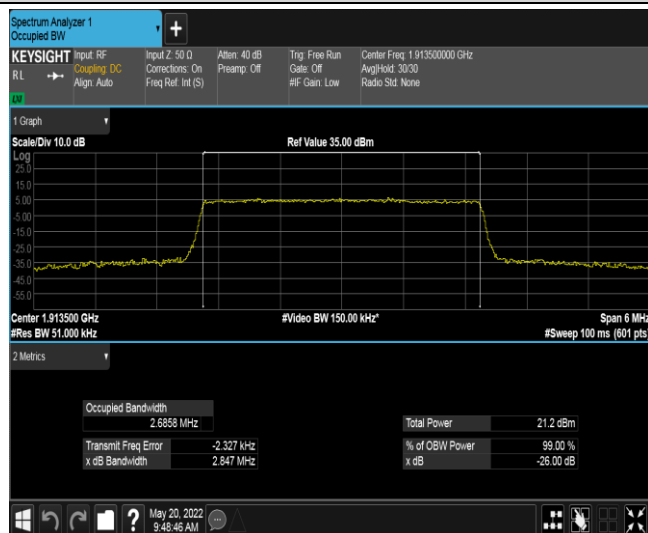 Spectrum Analyzer 1
Occupied BW
▼
+
KEYSIGHT
RL
LXI
Input: RF
Coupling: DC
Align: Auto
Input Z: 50 Ω
Corrections: On
Freq Ref: Int (S)
Atten: 40 dB
Preamp: Off
Trig: Free Run
Gate: Off
#IF Gain: Low
Center Freq: 1.913500000 GHz
Avg|Hold: 30/30
Radio Std: None
1 Graph ▼
Scale/Div 10.0 dB Ref Value 35.00 dBm
Log
25.0
15.0
5.00
-5.00
-15.0
-25.0
-35.0
-45.0
-55.0
Center 1.913500 GHz #Video BW 150.00 kHz* Span 6 MHz
#Res BW 51.000 kHz #Sweep 100 ms (601 pts)
2 Metrics ▼
Occupied Bandwidth
2.6858 MHz Total Power 21.2 dBm
Transmit Freq Error -2.327 kHz % of OBW Power 99.00 %
x dB Bandwidth 2.847 MHz x dB -26.00 dB
?
May 20, 2022
9:48:46 AM